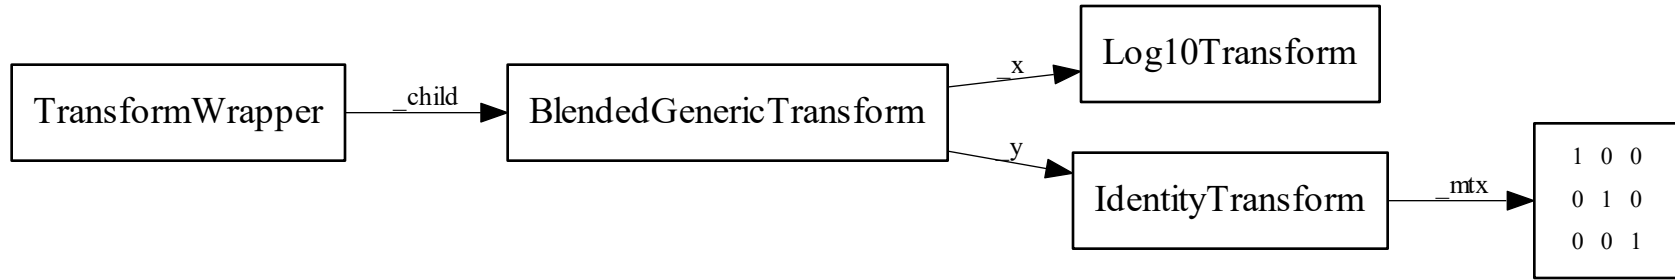 TransformWrapper
_child
BlendedGenericTransform
_x
Log10Transform
_y
IdentityTransform
_mtx
1 0 0
0 1 0
0 0 1